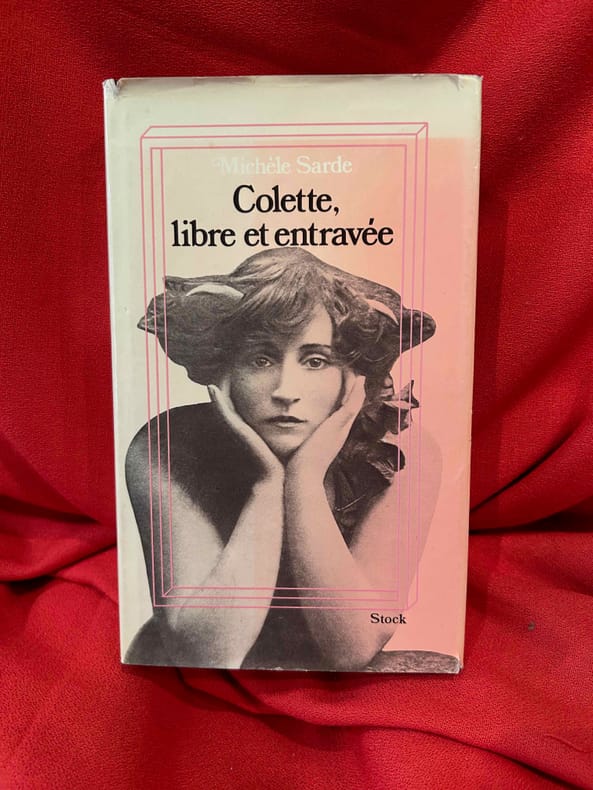 Michèle Sarde
Colette,
libre et entravée
Stock